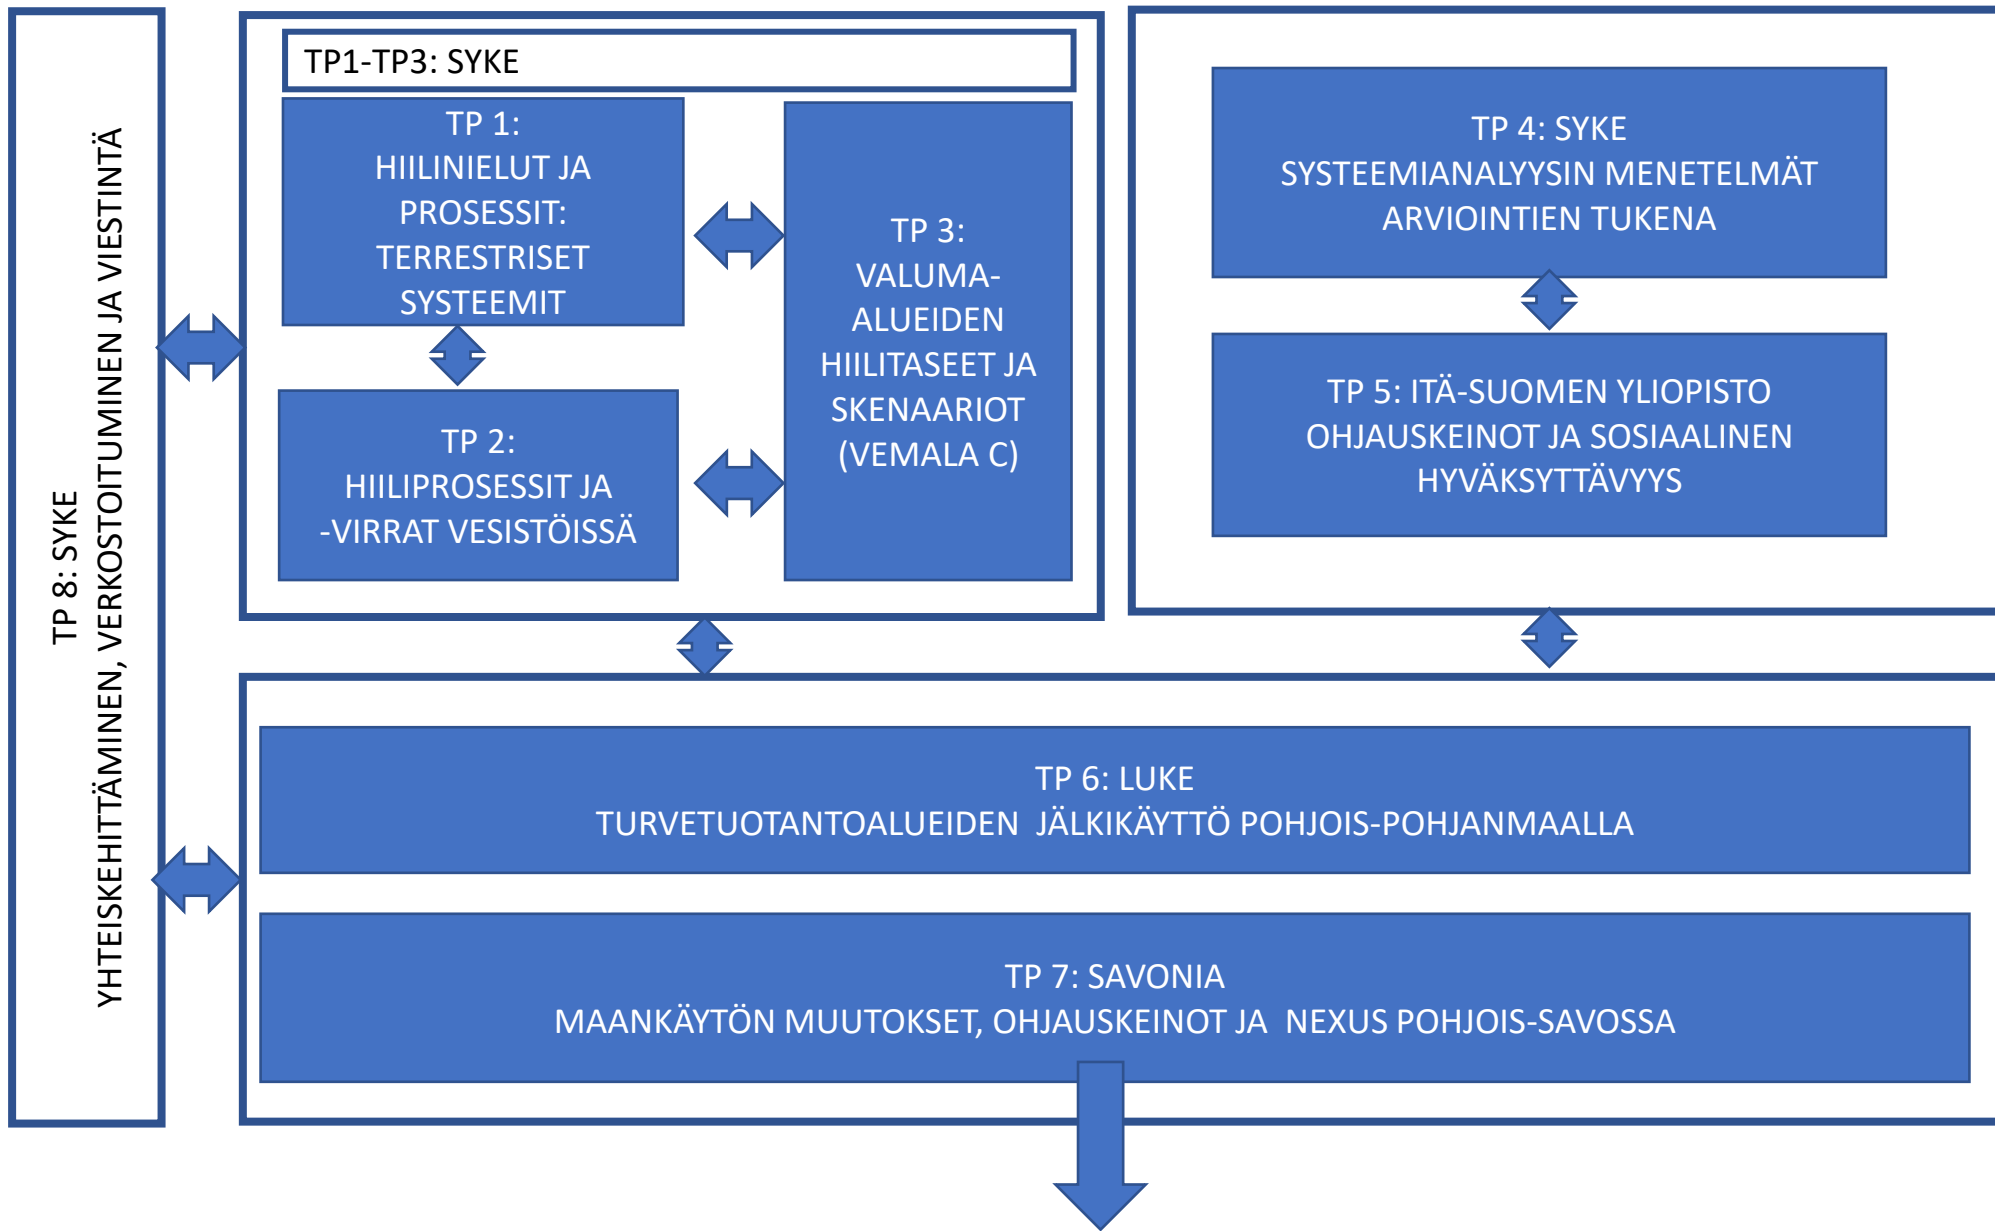 TP 8: SYKE
YHTEISKEHITTÄMINEN, VERKOSTOITUMINEN JA VIESTINTÄ
TP1-TP3: SYKE
TP 1:
HIILINIELUT JA
PROSESSIT:
TERRESTRISET
SYSTEEMIT
TP 2:
HIILIPROSESSIT JA
-VIRRAT VESISTÖISSÄ
TP 3:
VALUMA-
ALUEIDEN
HIILITASEET JA
SKENAARIOT
(VEMALA C)
TP 4: SYKE
SYSTEEMIANALYYSIN MENETELMÄT
ARVIOINTIEN TUKENA
TP 5: ITÄ-SUOMEN YLIOPISTO
OHJAUSKEINOT JA SOSIAALINEN
HYVÄKSYTTÄVYYS
TP 6: LUKE
TURVETUOTANTOALUEIDEN JÄLKIKÄYTTÖ POHJOIS-POHJANMAALLA
TP 7: SAVONIA
MAANKÄYTÖN MUUTOKSET, OHJAUSKEINOT JA NEXUS POHJOIS-SAVOSSA